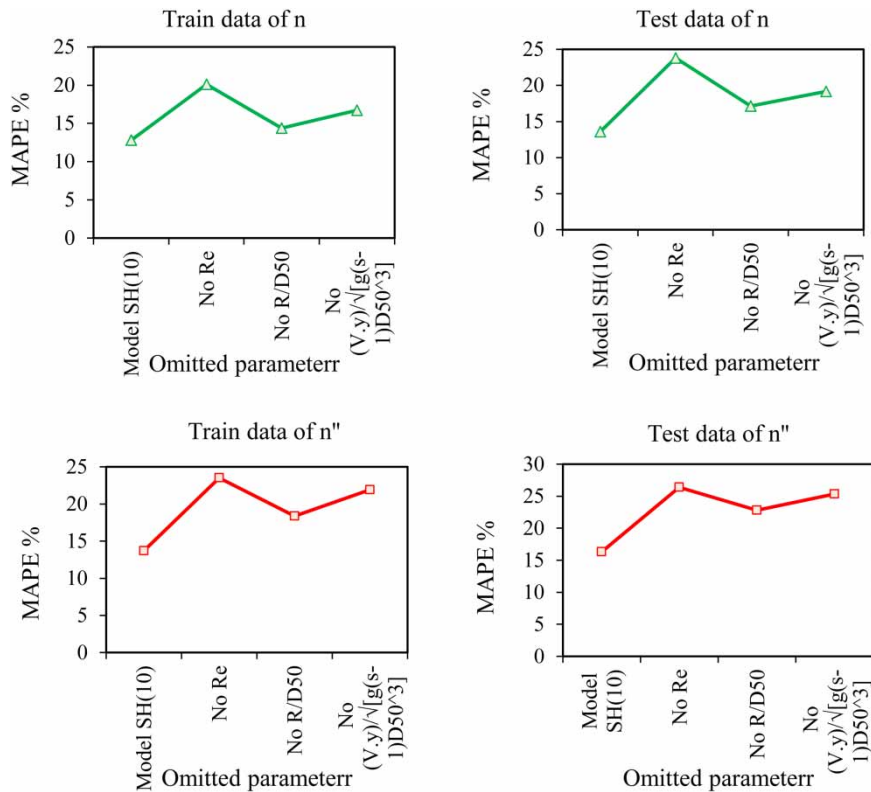 Train data of n
MAPE %
25
20
15
10
5
0
Model SH(10)
No Re
No R/D50
No
(V.y)/√[g(s-
1)D50^3]
Omitted parameterr
Test data of n
MAPE %
25
20
15
10
5
0
Model SH(10)
No Re
No R/D50
No
(V.y)/√[g(s-
1)D50^3]
Omitted parameterr
Train data of n"
MAPE %
25
20
15
10
5
0
Model SH(10)
No Re
No R/D50
No
(V.y)/√[g(s-
1)D50^3]
Omitted parameterr
Test data of n"
MAPE %
30
25
20
15
10
5
0
Model
SH(10)
No Re
No R/D50
No
(V.y)/√[g(s-
1)D50^3]
Omitted parameterr